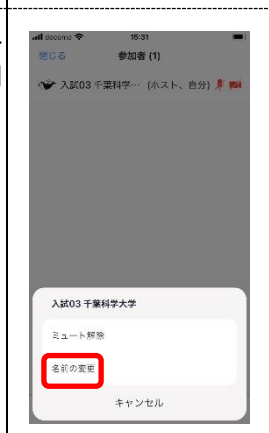 docomo 15:31
閉じる 参加者 (1)
入試03 千葉科学… (ホスト、自分)
入試03 千葉科学大学
ミュート解除
名前の変更
キャンセル